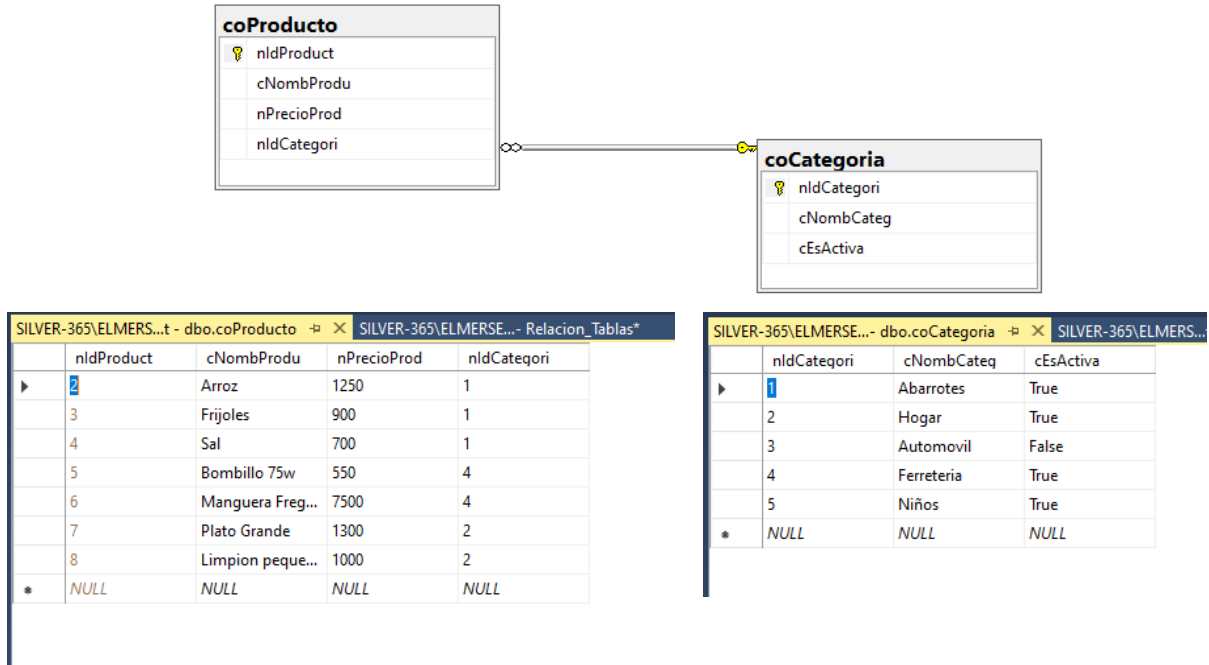 coProducto
nIdProduct
cNombProdu
nPrecioProd
nIdCategori
coCategoria
nIdCategori
cNombCateg
cEsActiva
SILVER-365\ELMERS...t - dbo.coProducto SILVER-365\ELMERSE...- Relacion_Tablas*
nIdProduct cNombProdu nPrecioProd nIdCategori
2 Arroz 1250 1
3 Frijoles 900 1
4 Sal 700 1
5 Bombillo 75w 550 4
6 Manguera Freg... 7500 4
7 Plato Grande 1300 2
8 Limpion peque... 1000 2
NULL NULL NULL NULL
SILVER-365\ELMERSE...- dbo.coCategoria SILVER-365\ELMERS...
nIdCategori cNombCateg cEsActiva
1 Abarrotes True
2 Hogar True
3 Automovil False
4 Ferreteria True
5 Niños True
NULL NULL NULL